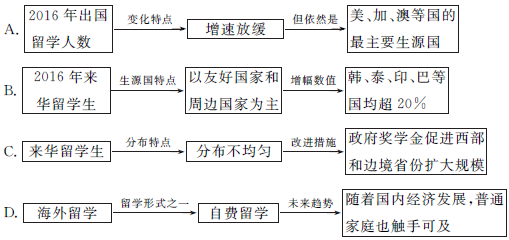 A. 2016年出国留学人数 变化特点 增速放缓 但依然是 美、加、澳等国的最主要生源国
B. 2016年来华留学生 生源国特点 以友好国家和周边国家为主 增幅数值 韩、泰、印、巴等国均超20%
C. 来华留学生 分布特点 分布不均匀 改进措施 政府奖学金促进西部和边境省份扩大规模
D. 海外留学 留学形式之一 自费留学 未来趋势 随着国内经济发展,普通家庭也触手可及